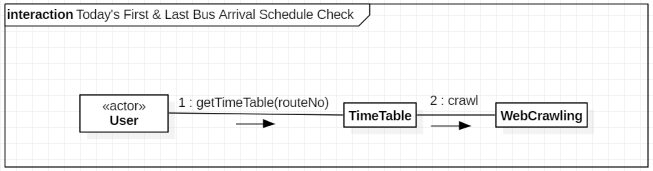 interaction Today's First & Last Bus Arrival Schedule Check
«actor»
User
1 : getTimeTable(routeNo)
TimeTable
2 : crawl
WebCrawling